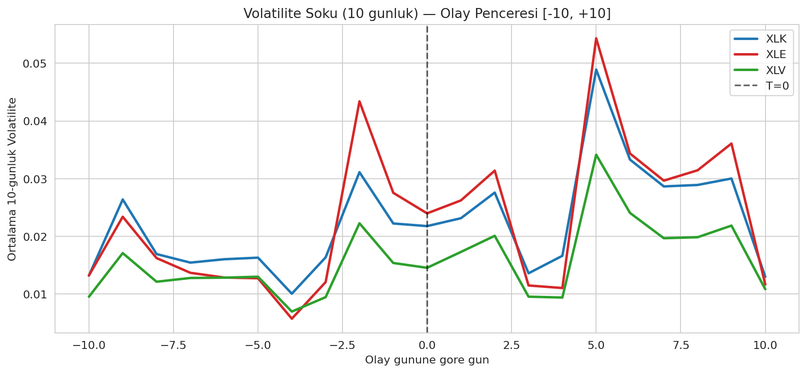 Volatilite Soku (10 gunluk) — Olay Penceresi [-10, +10]
XLK
XLE
XLV
T=0
Ortalama 10-gunluk Volatilite
0.05
0.04
0.03
0.02
0.01
−10.0 −7.5 −5.0 −2.5 0.0 2.5 5.0 7.5 10.0
Olay gunune gore gun